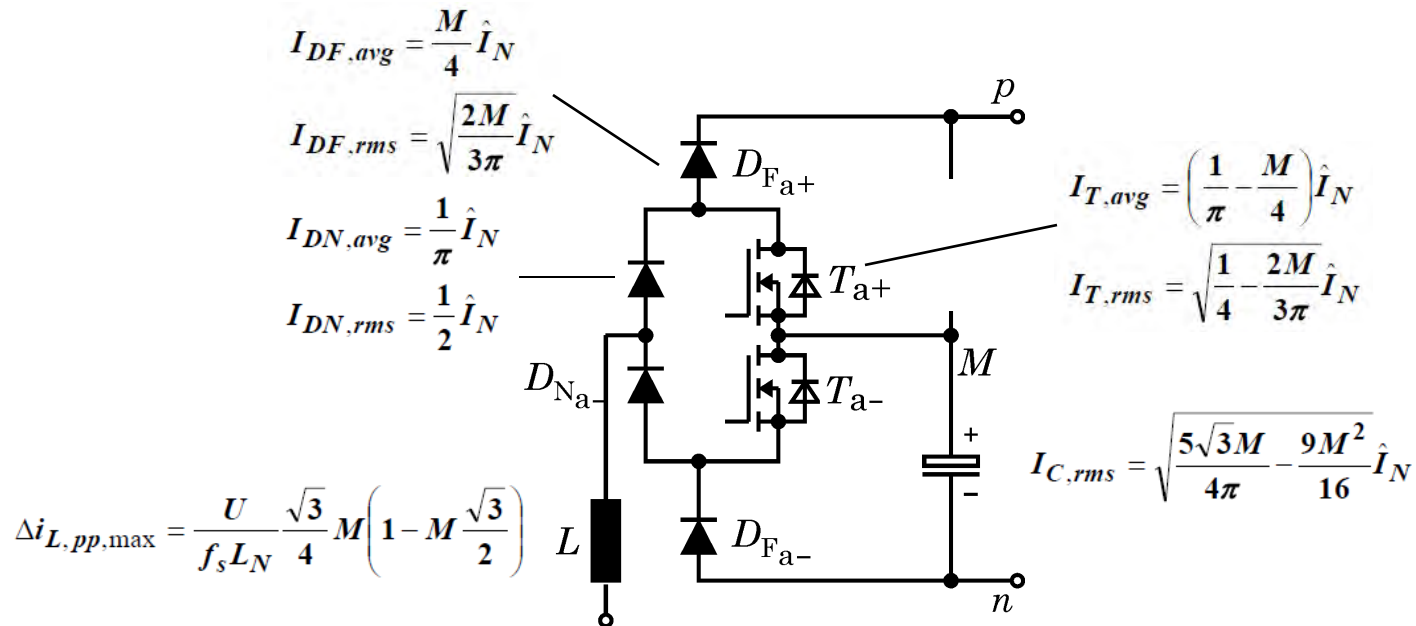 I_{DF,avg} = \frac{M}{4} \hat{I}_N
I_{DF,rms} = \sqrt{\frac{2M}{3\pi}} \hat{I}_N
I_{DN,avg} = \frac{1}{\pi} \hat{I}_N
I_{DN,rms} = \frac{1}{2} \hat{I}_N
p
D_{F_{a+}}
I_{T,avg} = \left( \frac{1}{\pi} - \frac{M}{4} \right) \hat{I}_N
I_{T,rms} = \sqrt{\frac{1}{4} - \frac{2M}{3\pi}} \hat{I}_N
T_{a+}
M
D_{N_{a-}}
T_{a-}
+
−
I_{C,rms} = \sqrt{\frac{5\sqrt{3}M}{4\pi} - \frac{9M^2}{16}} \hat{I}_N
\Delta i_{L,pp,max} = \frac{U}{f_s L_N} \frac{\sqrt{3}}{4} M \left( 1 - M \frac{\sqrt{3}}{2} \right)
L
D_{F_{a-}}
n